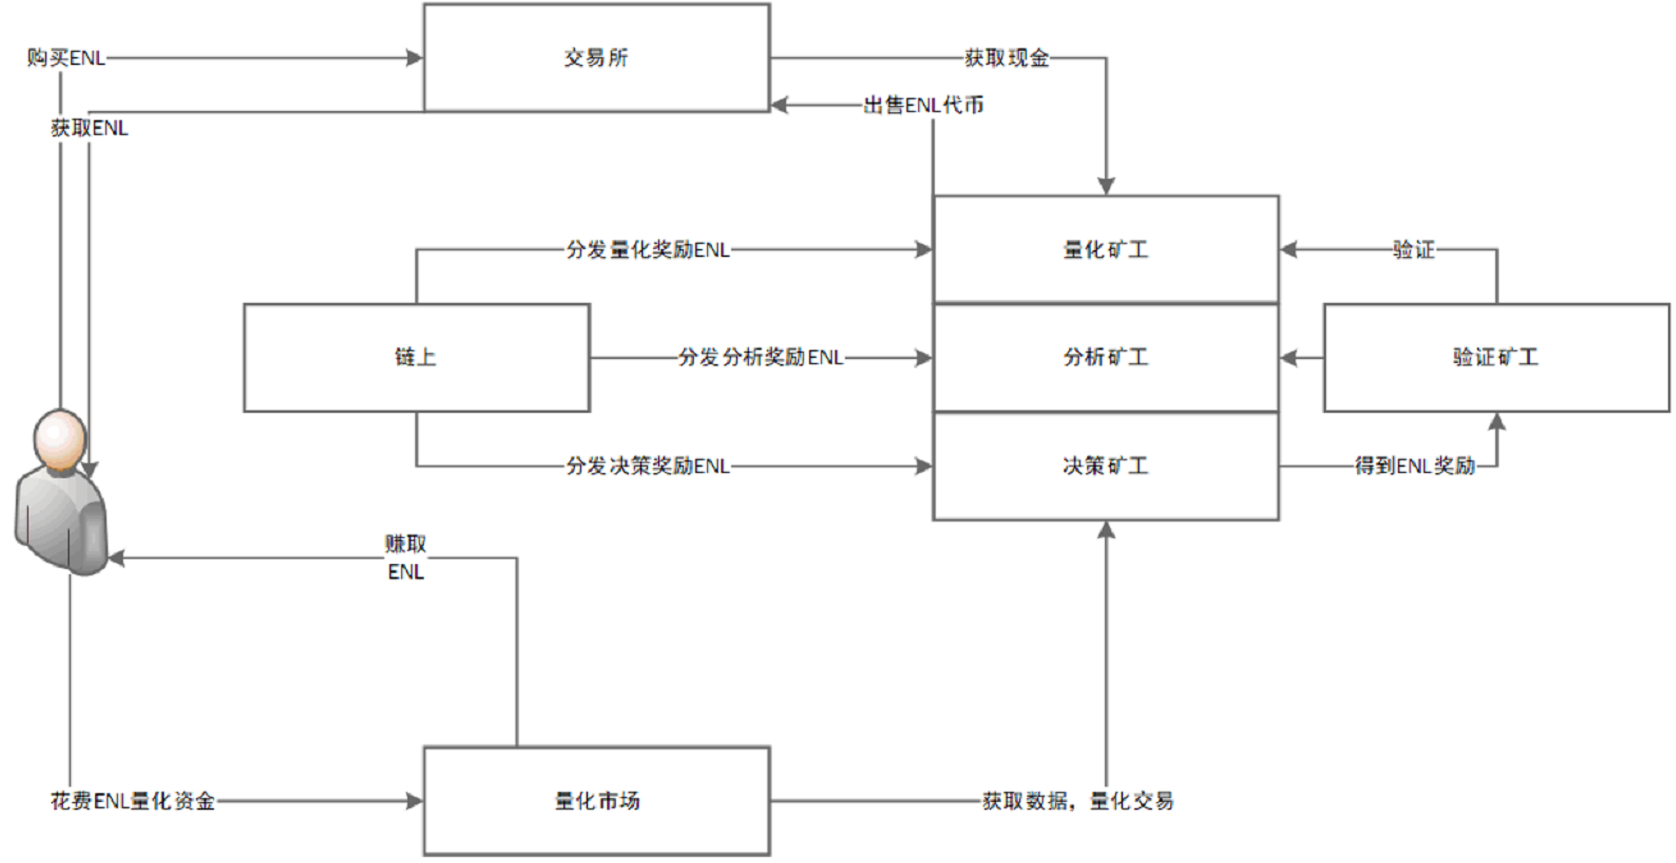 购买ENL
交易所
获取现金
出售ENL代币
获取ENL
分发量化奖励ENL
量化矿工
验证
链上
分发分析奖励ENL
分析矿工
验证矿工
分发决策奖励ENL
决策矿工
得到ENL奖励
赚取
ENL
花费ENL量化资金
量化市场
获取数据，量化交易